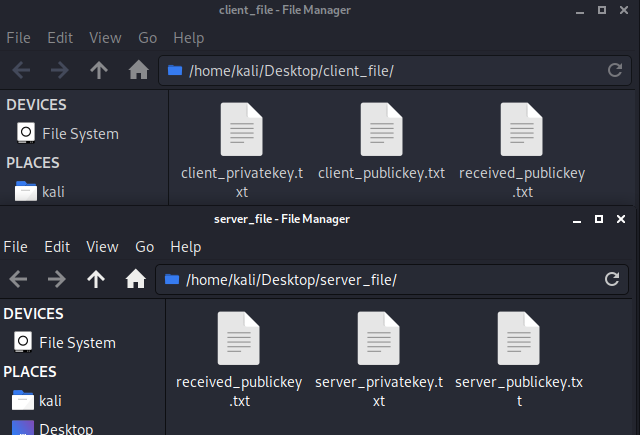 client_file - File Manager
File Edit View Go Help
/home/kali/Desktop/client_file/
DEVICES
File System
PLACES
kali
client_privatekey.t
xt
client_publickey.txt
received_publickey
.txt
server_file - File Manager
File Edit View Go Help
/home/kali/Desktop/server_file/
DEVICES
File System
PLACES
kali
Desktop
received_publickey
.txt
server_privatekey.t
xt
server_publickey.tx
t